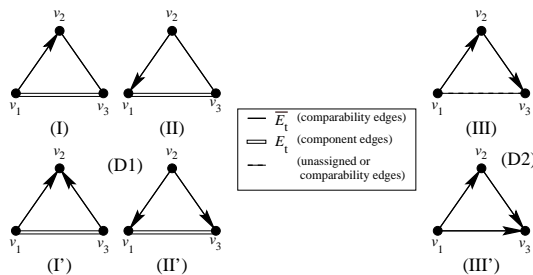 v2 v2 v2
v1 v3 v1 v3 v1 v3
(I) (II) (III)
E̅t (comparability edges)
Et (component edges)
(unassigned or
comparability edges)
(D1) (D2)
v2 v2 v2
v1 v3 v1 v3 v1 v3
(I') (II') (III')